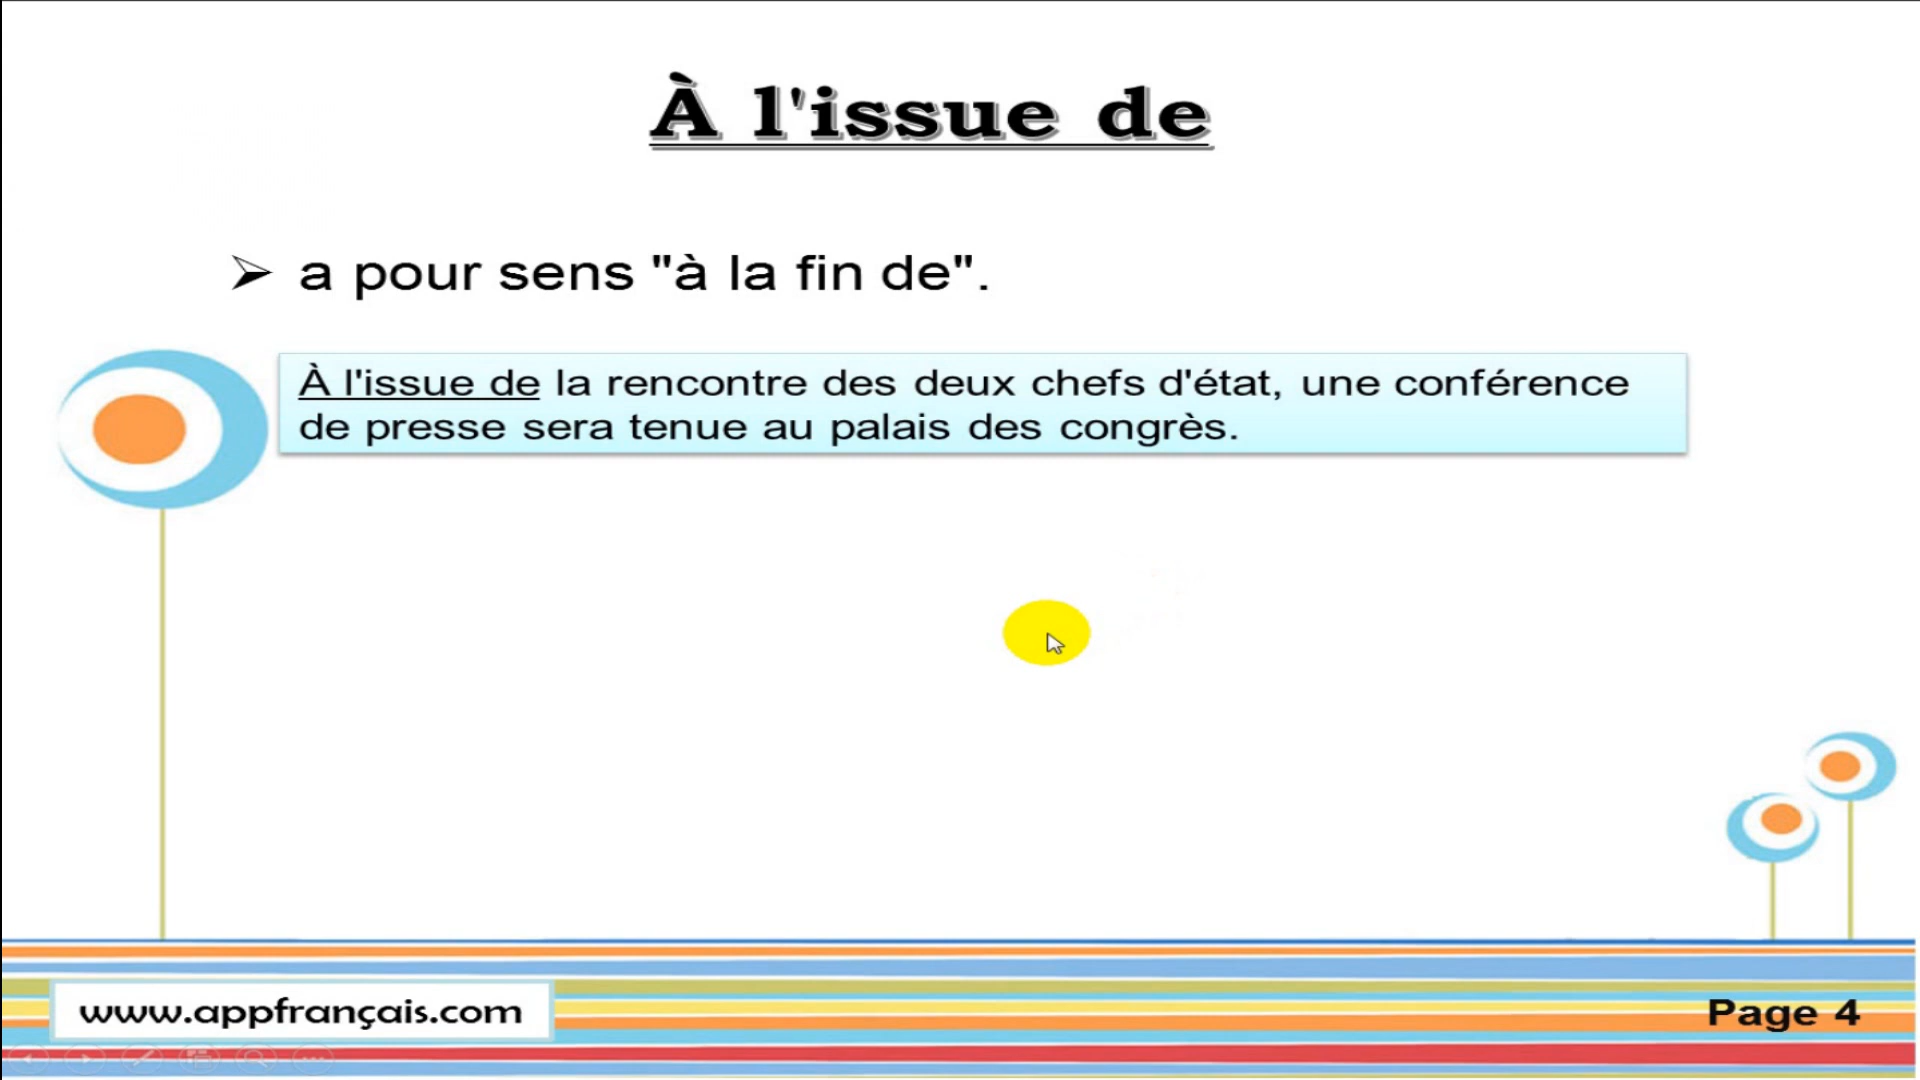 À l'issue de
➢ a pour sens "à la fin de".
À l'issue de la rencontre des deux chefs d'état, une conférence
de presse sera tenue au palais des congrès.
www.appfrançais.com
Page 4